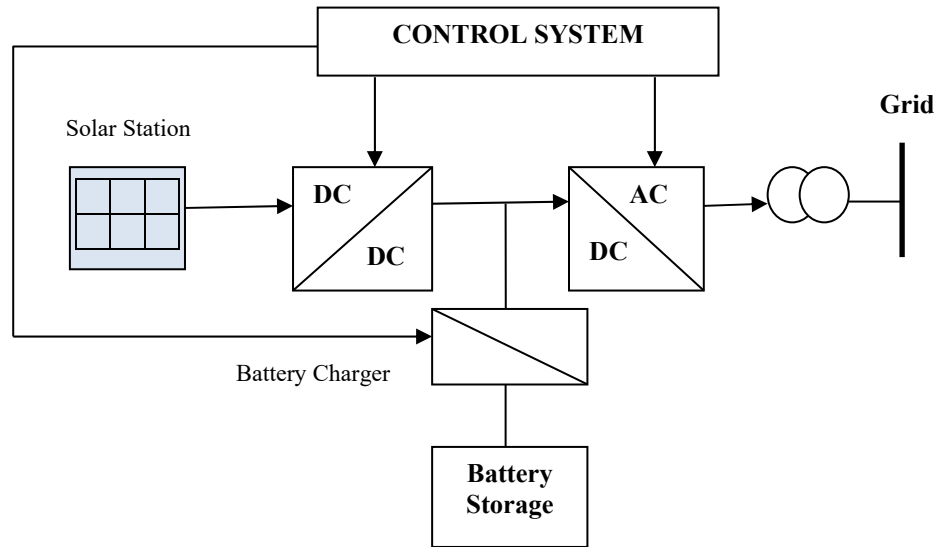 CONTROL SYSTEM
Grid
Solar Station
DC
DC
AC
DC
Battery Charger
Battery
Storage